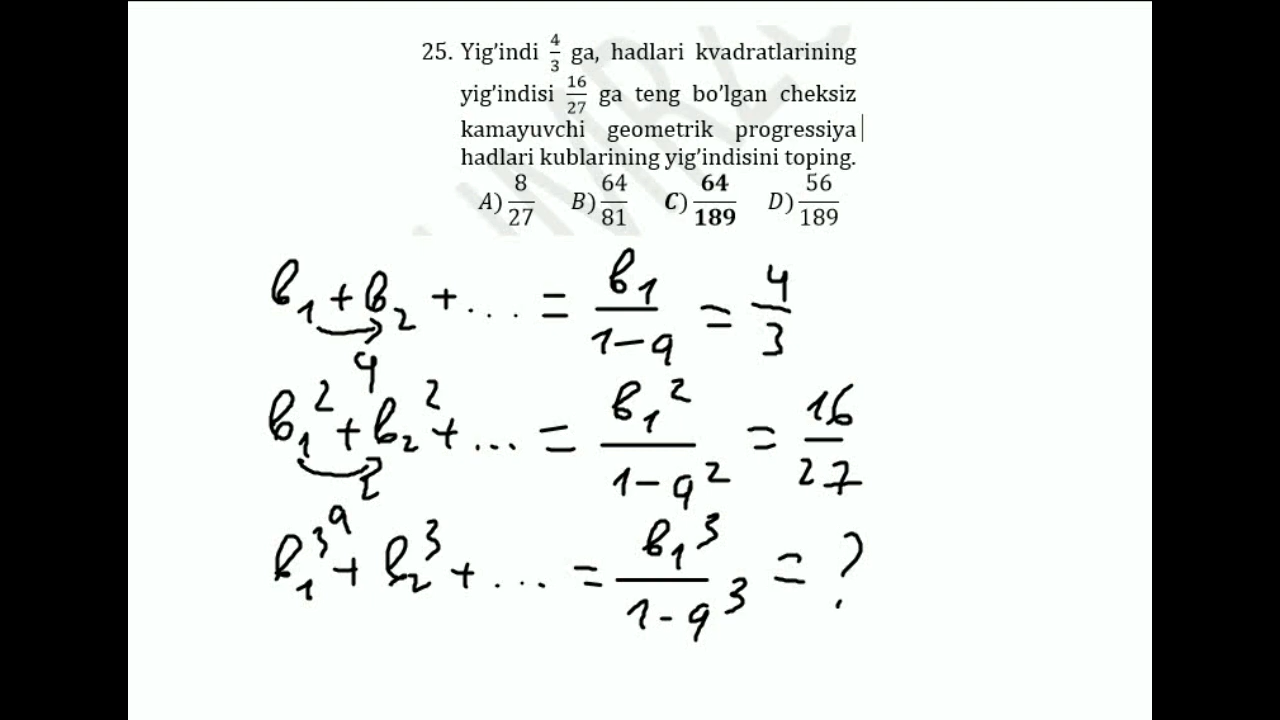 25. Yig’indi 4/3 ga, hadlari kvadratlarining
yig’indisi 16/27 ga teng bo’lgan cheksiz
kamayuvchi geometrik progressiya
hadlari kublarining yig’indisini toping.
A) 8/27 B) 64/81 C) 64/189 D) 56/189
b₁ + b₂ + ... = b₁/(1-q) = 4/3
q
b₁² + b₂² + ... = b₁²/(1-q²) = 16/27
q²
b₁³ + b₂³ + ... = b₁³/(1-q³) = ?